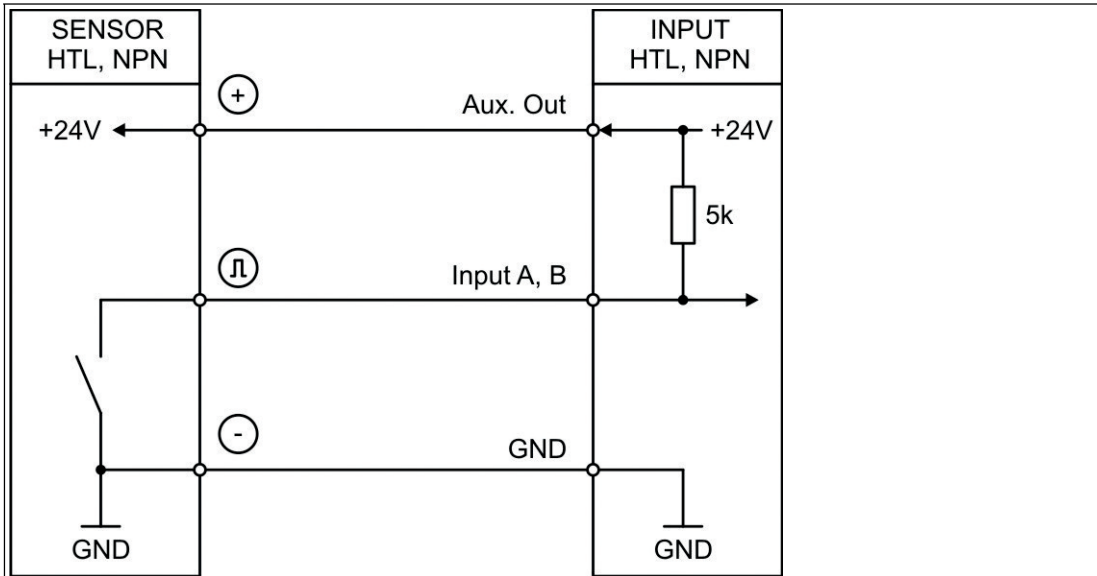 SENSOR
HTL, NPN
INPUT
HTL, NPN
+
Aux. Out
+24V
+24V
5k
Input A, B
-
GND
GND
GND